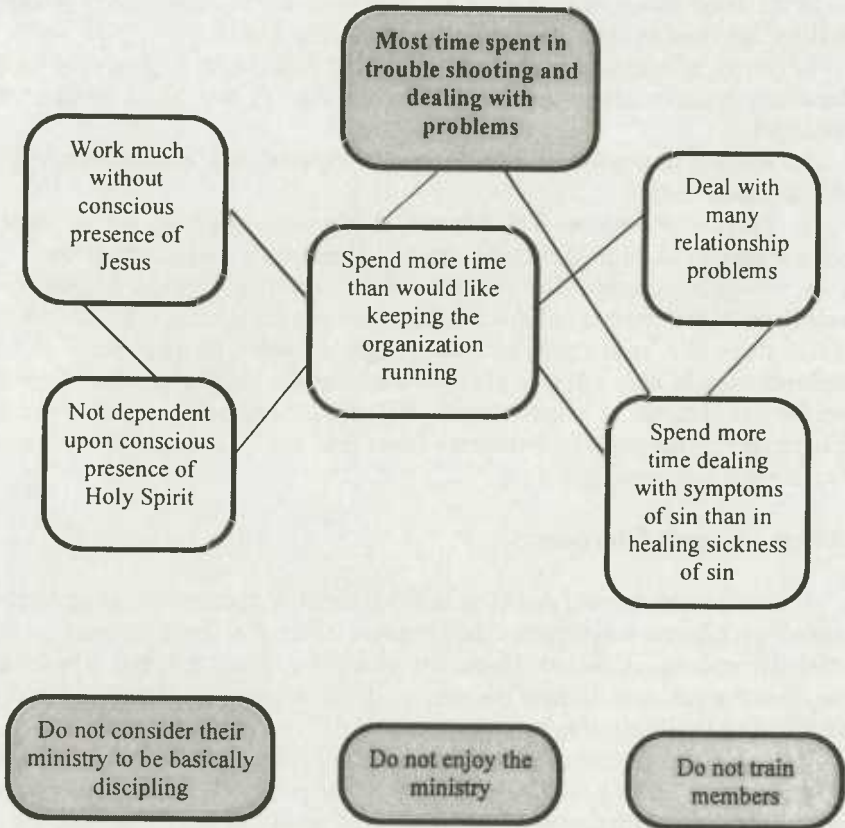 Most time spent in
trouble shooting and
dealing with
problems
Work much
without
conscious
presence of
Jesus
Spend more time
than would like
keeping the
organization
running
Deal with
many
relationship
problems
Not dependent
upon conscious
presence of
Holy Spirit
Spend more
time dealing
with symptoms
of sin than in
healing sickness
of sin
Do not consider their
ministry to be basically
discipling
Do not enjoy the
ministry
Do not train
members